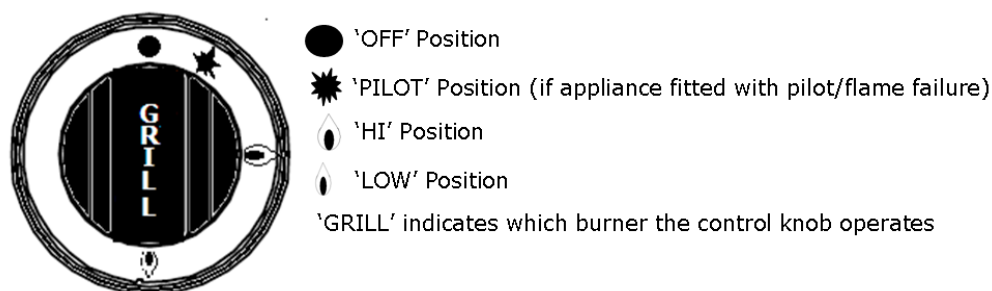 GRILL
‘OFF’ Position
‘PILOT’ Position (if appliance fitted with pilot/flame failure)
‘HI’ Position
‘LOW’ Position
‘GRILL’ indicates which burner the control knob operates